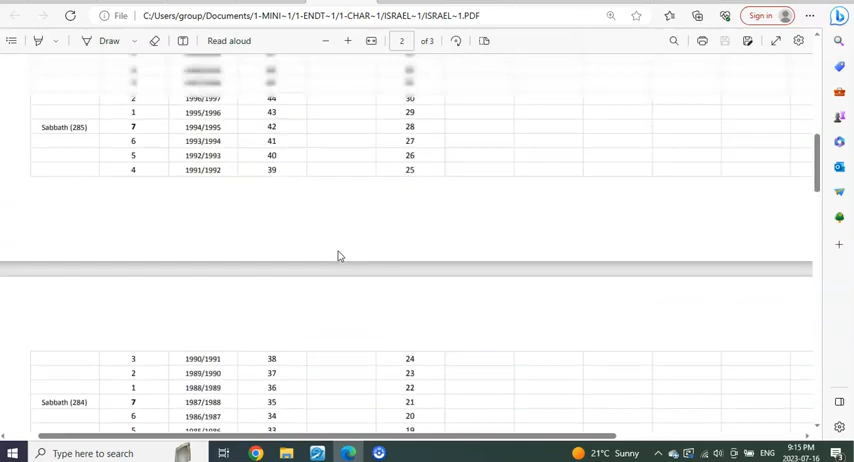 File C:/Users/group/Documents/1-MINI~1/1-ENDT~1/1-CHAR~1/ISRAEL~1/ISRAEL~1.PDF Sign in
Draw Read aloud 2 of 3
2 1996/1997 44 30
1 1995/1996 43 29
Sabbath (285) 7 1994/1995 42 28
6 1993/1994 41 27
5 1992/1993 40 26
4 1991/1992 39 25
3 1990/1991 38 24
2 1989/1990 37 23
1 1988/1989 36 22
Sabbath (284) 7 1987/1988 35 21
6 1986/1987 34 20
5 1985/1986 33 19
Type here to search 21°C Sunny ENG 9:15 PM
2023-07-16